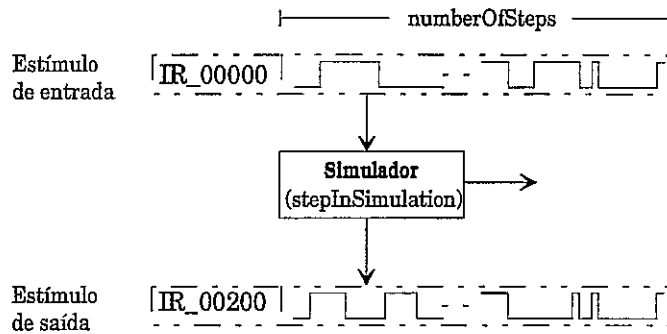 numberOfSteps
Estímulo
de entrada
IR_00000
Simulador
(stepInSimulation)
Estímulo
de saída
IR_00200